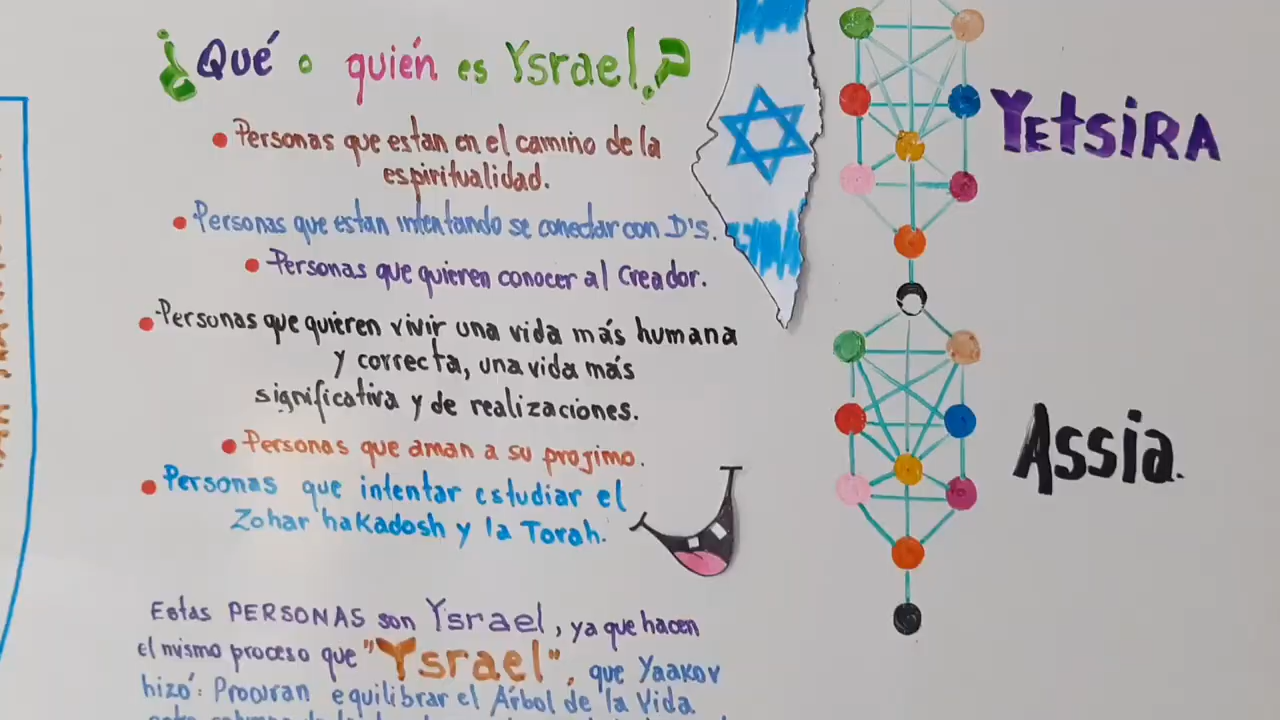 ¿Qué o quién es Ysrael.?
Personas que estan en el camino de la
espiritualidad.
Personas que estan intentando se conectar con D's.
Personas que quieren conocer al Creador.
Personas que quieren vivir una vida más humana
y correcta, una vida más
significativa y de realizaciones.
Personas que aman a su projimo.
Personas que intentar estudiar el
Zohar haKadosh y la Torah.
Estas PERSONAS son Ysrael, ya que hacen
el mismo proceso que "Ysrael", que Yaakov
hizó: Procuran equilibrar el Árbol de la Vida
YETSIRA
Assia.